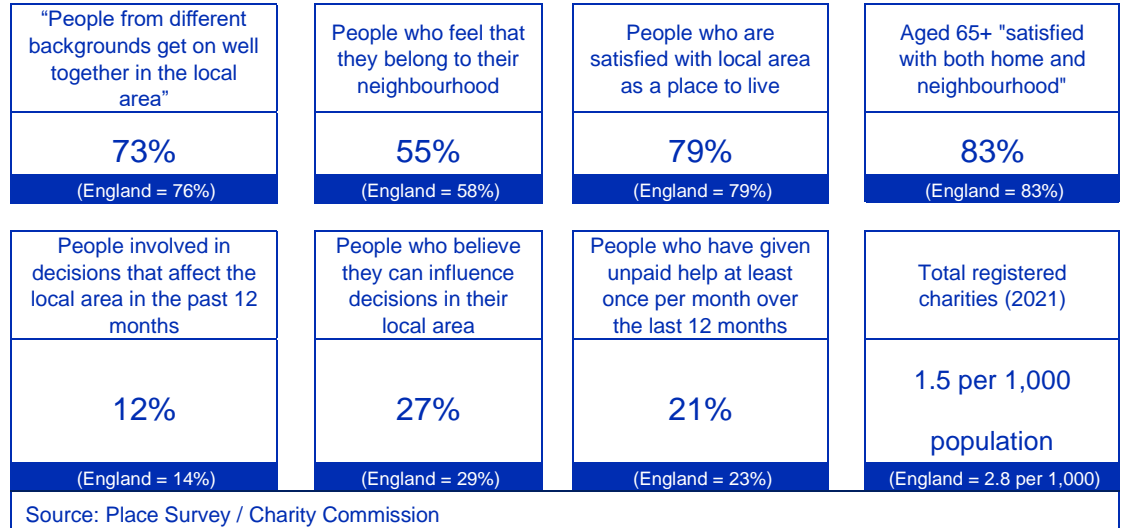 “People from different
backgrounds get on well
together in the local
area”
73%
(England = 76%)
People who feel that
they belong to their
neighbourhood
55%
(England = 58%)
People who are
satisfied with local area
as a place to live
79%
(England = 79%)
Aged 65+ "satisfied
with both home and
neighbourhood"
83%
(England = 83%)
People involved in
decisions that affect the
local area in the past 12
months
12%
(England = 14%)
People who believe
they can influence
decisions in their
local area
27%
(England = 29%)
People who have given
unpaid help at least
once per month over
the last 12 months
21%
(England = 23%)
Total registered
charities (2021)
1.5 per 1,000
population
(England = 2.8 per 1,000)
Source: Place Survey / Charity Commission